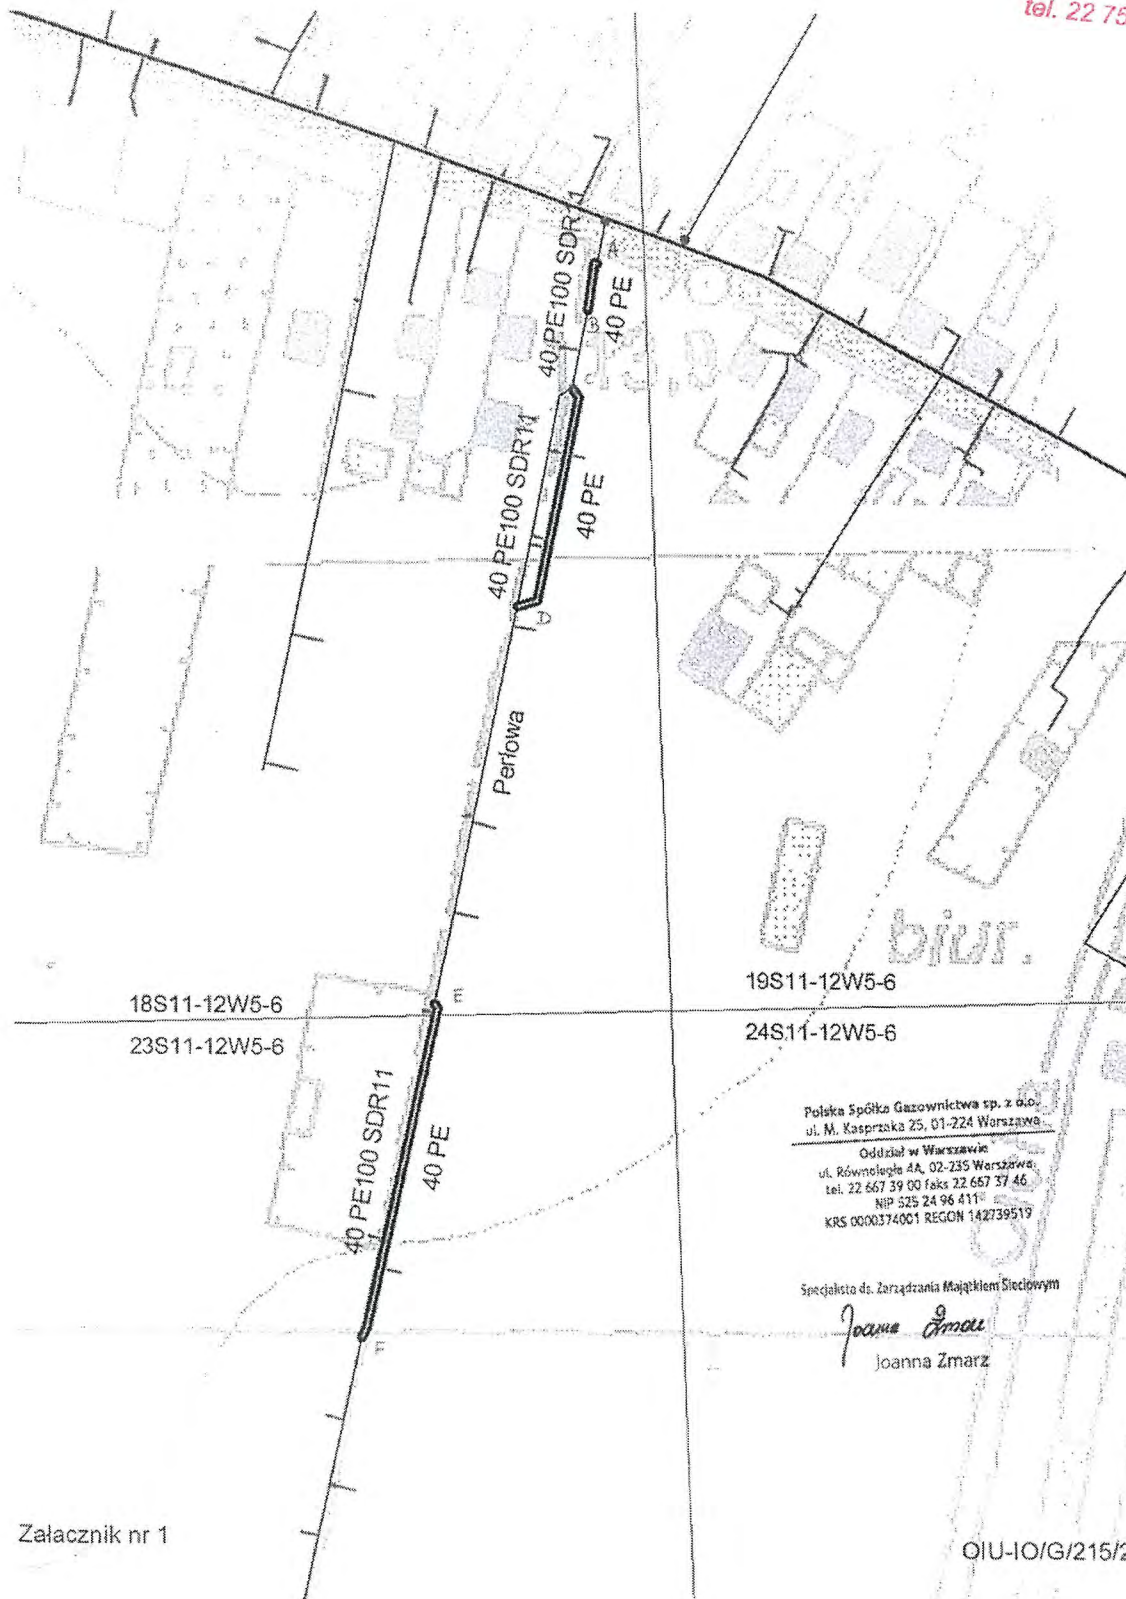 tel. 22 75
40 PE100 SDR11
A
40 PE
B
C
40 PE100 SDR11
40 PE
D
Perłowa
biur.
E
18S11-12W5-6
19S11-12W5-6
23S11-12W5-6
24S11-12W5-6
40 PE100 SDR11
40 PE
F
Polska Spółka Gazownictwa sp. z o.o.
ul. M. Kasprzaka 25, 01-224 Warszawa
Oddział w Warszawie
ul. Równoległa 4A, 02-235 Warszawa
tel. 22 667 39 00 faks 22 667 37 46
NIP 525 24 96 411
KRS 0000374001 REGON 142739519
Specjalista ds. Zarządzania Majątkiem Sieciowym
Joanna Zmarz
Joanna Zmarz
Załacznik nr 1
OIU-IO/G/215/2